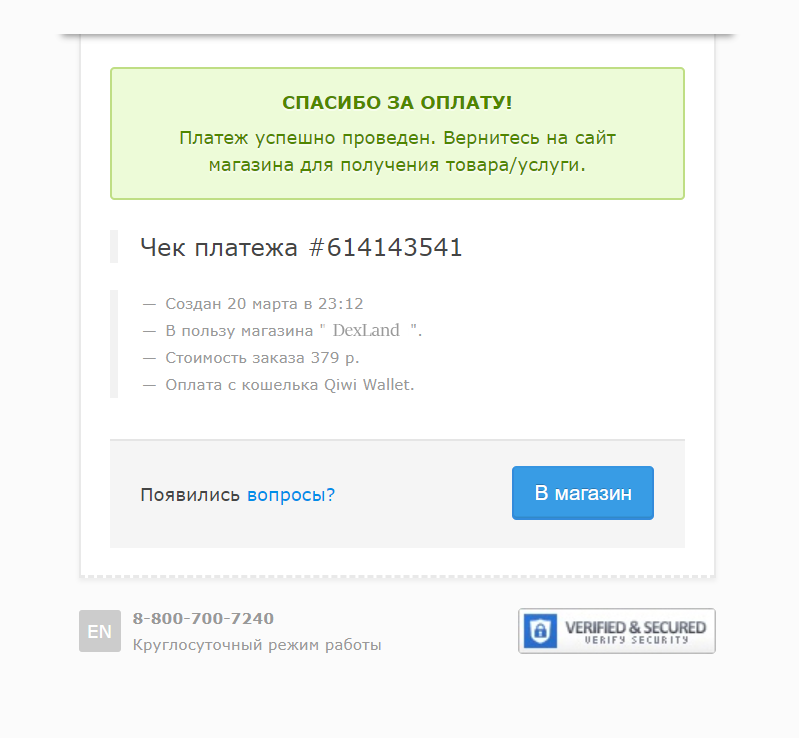 СПАСИБО ЗА ОПЛАТУ!
Платеж успешно проведен. Вернитесь на сайт
магазина для получения товара/услуги.
Чек платежа #614143541
— Создан 20 марта в 23:12
— В пользу магазина " DexLand ".
— Стоимость заказа 379 р.
— Оплата с кошелька Qiwi Wallet.
Появились вопросы?
В магазин
EN
8-800-700-7240
Круглосуточный режим работы
VERIFIED & SECURED
VERIFY SECURITY